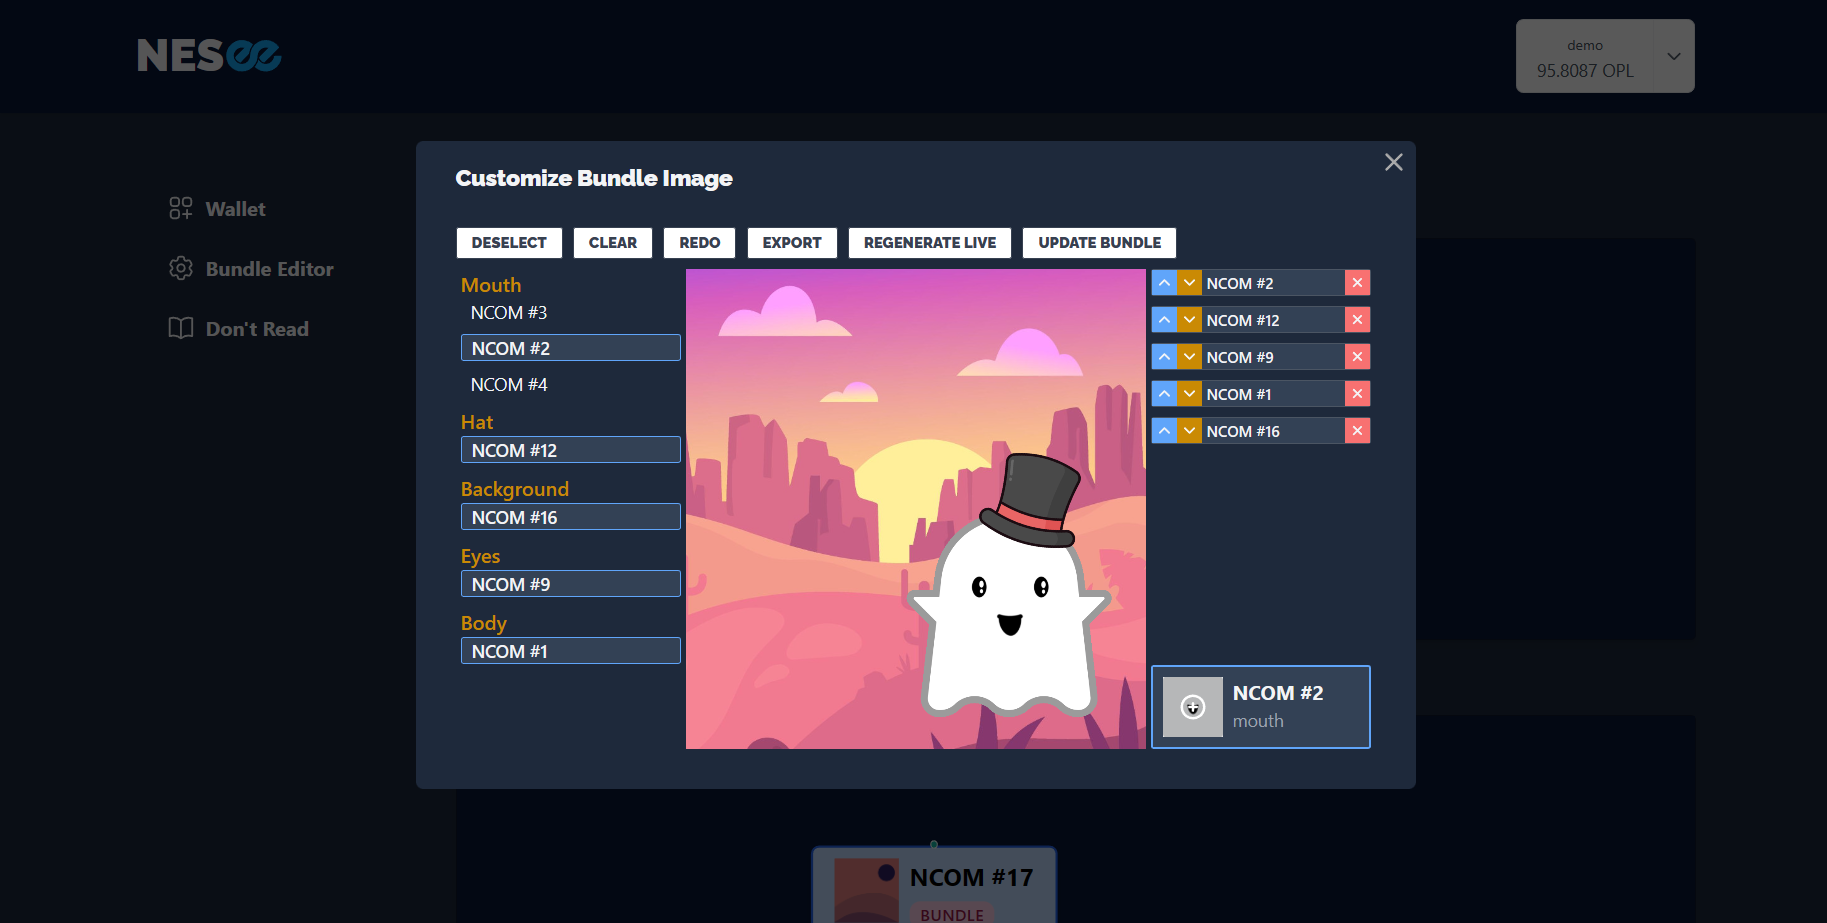 NESee
demo
95.8087 OPL
Wallet
Bundle Editor
Don't Read
Customize Bundle Image
DESELECT
CLEAR
REDO
EXPORT
REGENERATE LIVE
UPDATE BUNDLE
Mouth
NCOM #3
NCOM #2
NCOM #4
Hat
NCOM #12
Background
NCOM #16
Eyes
NCOM #9
Body
NCOM #1
NCOM #2
NCOM #12
NCOM #9
NCOM #1
NCOM #16
NCOM #2
mouth
NCOM #17
BUNDLE